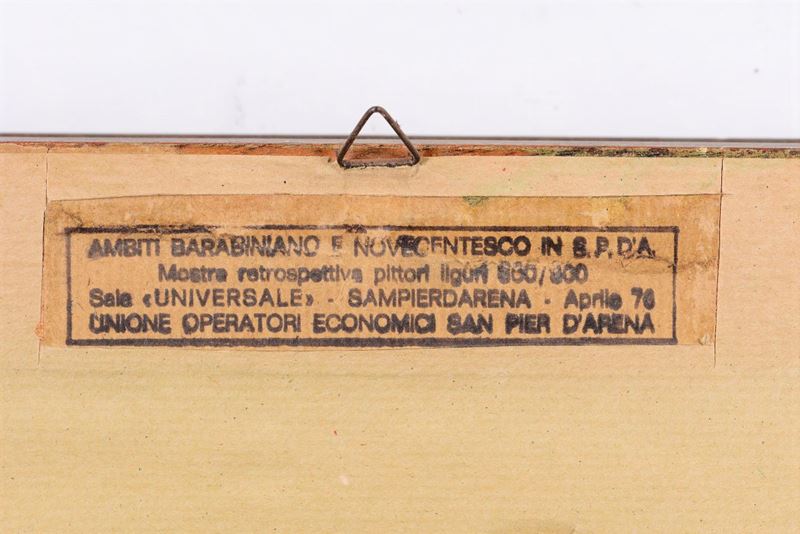 AMBITI BARABINIANO E NOVECENTESCO IN S.P.D'A.
Mostra retrospettiva pittori liguri 800/900
Sala «UNIVERSALE» - SAMPIERDARENA - Aprile 76
UNIONE OPERATORI ECONOMICI SAN PIER D'ARENA